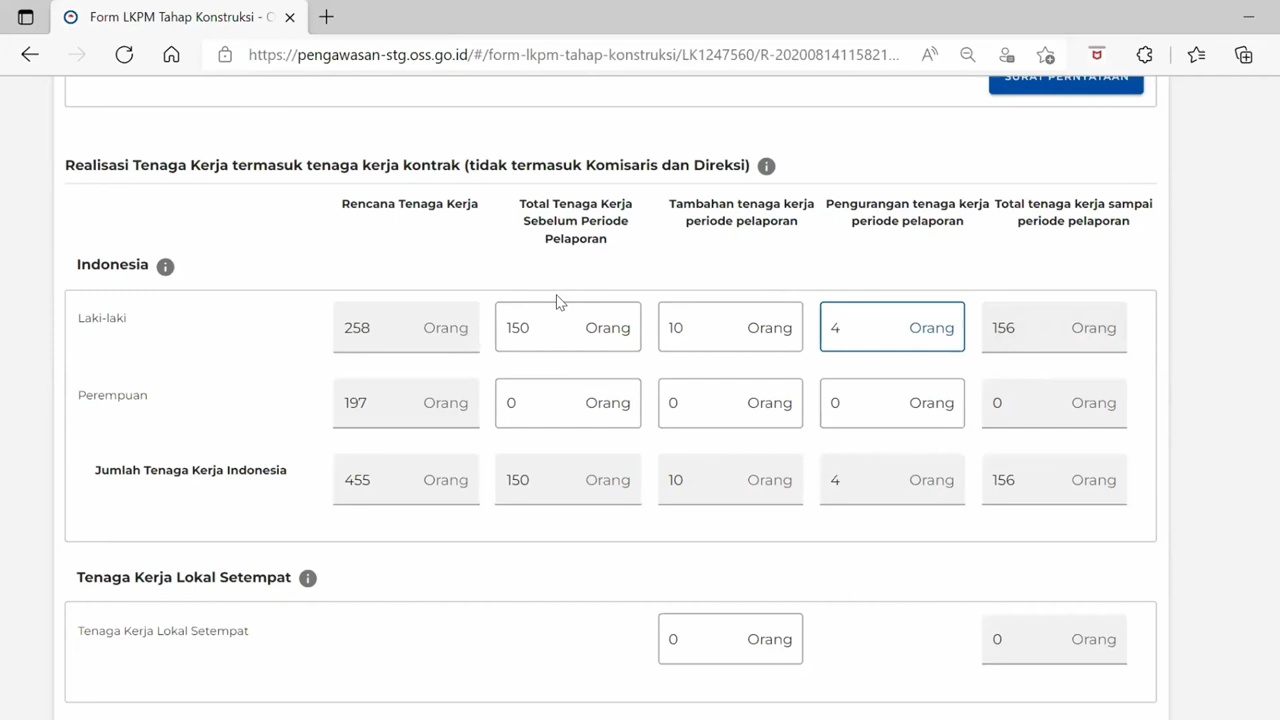 Form LKPM Tahap Konstruksi - O
https://pengawasan-stg.oss.go.id/#/form-lkpm-tahap-konstruksi/LK1247560/R-20200814115821...
SURAT PERNYATAAN
Realisasi Tenaga Kerja termasuk tenaga kerja kontrak (tidak termasuk Komisaris dan Direksi)
Rencana Tenaga Kerja
Total Tenaga Kerja
Sebelum Periode
Pelaporan
Tambahan tenaga kerja
periode pelaporan
Pengurangan tenaga kerja
periode pelaporan
Total tenaga kerja sampai
periode pelaporan
Indonesia
Laki-laki 258 Orang 150 Orang 10 Orang 4 Orang 156 Orang
Perempuan 197 Orang 0 Orang 0 Orang 0 Orang 0 Orang
Jumlah Tenaga Kerja Indonesia 455 Orang 150 Orang 10 Orang 4 Orang 156 Orang
Tenaga Kerja Lokal Setempat
Tenaga Kerja Lokal Setempat 0 Orang 0 Orang